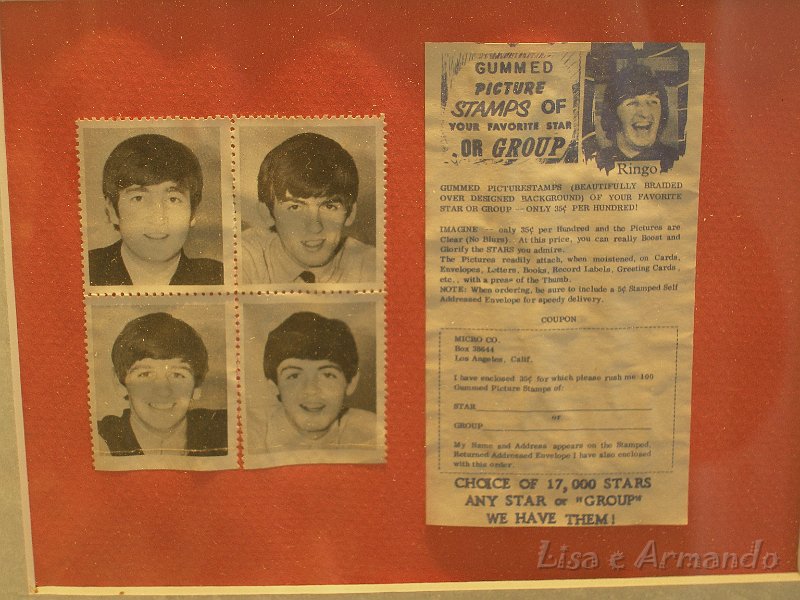 GUMMED
PICTURE
STAMPS OF
YOUR FAVORITE STAR
OR GROUP
Ringo
GUMMED PICTURESTAMPS (BEAUTIFULLY BRAIDED
OVER DESIGNED BACKGROUND) OF YOUR FAVORITE
STAR OR GROUP -- ONLY 35¢ PER HUNDRED!
IMAGINE -- only 35¢ per Hundred and the Pictures are
Clear (No Blurs). At this price, you can really Boost and
Glorify the STARS you admire.
The Pictures readily attach, when moistened, on Cards,
Envelopes, Letters, Books, Record Labels, Greeting Cards
etc., with a press of the Thumb.
NOTE: When ordering, be sure to include a 5¢ Stamped Self
Addressed Envelope for speedy delivery.
COUPON
MICRO CO.
Box 38644
Los Angeles, Calif.
I have enclosed 35¢ for which please rush me 100
Gummed Picture Stamps of:
STAR
or
GROUP
My Name and Address appears on the Stamped,
Returned Addressed Envelope I have also enclosed
with this order.
CHOICE OF 17,000 STARS
ANY STAR or "GROUP"
WE HAVE THEM!
Lisa e Armando